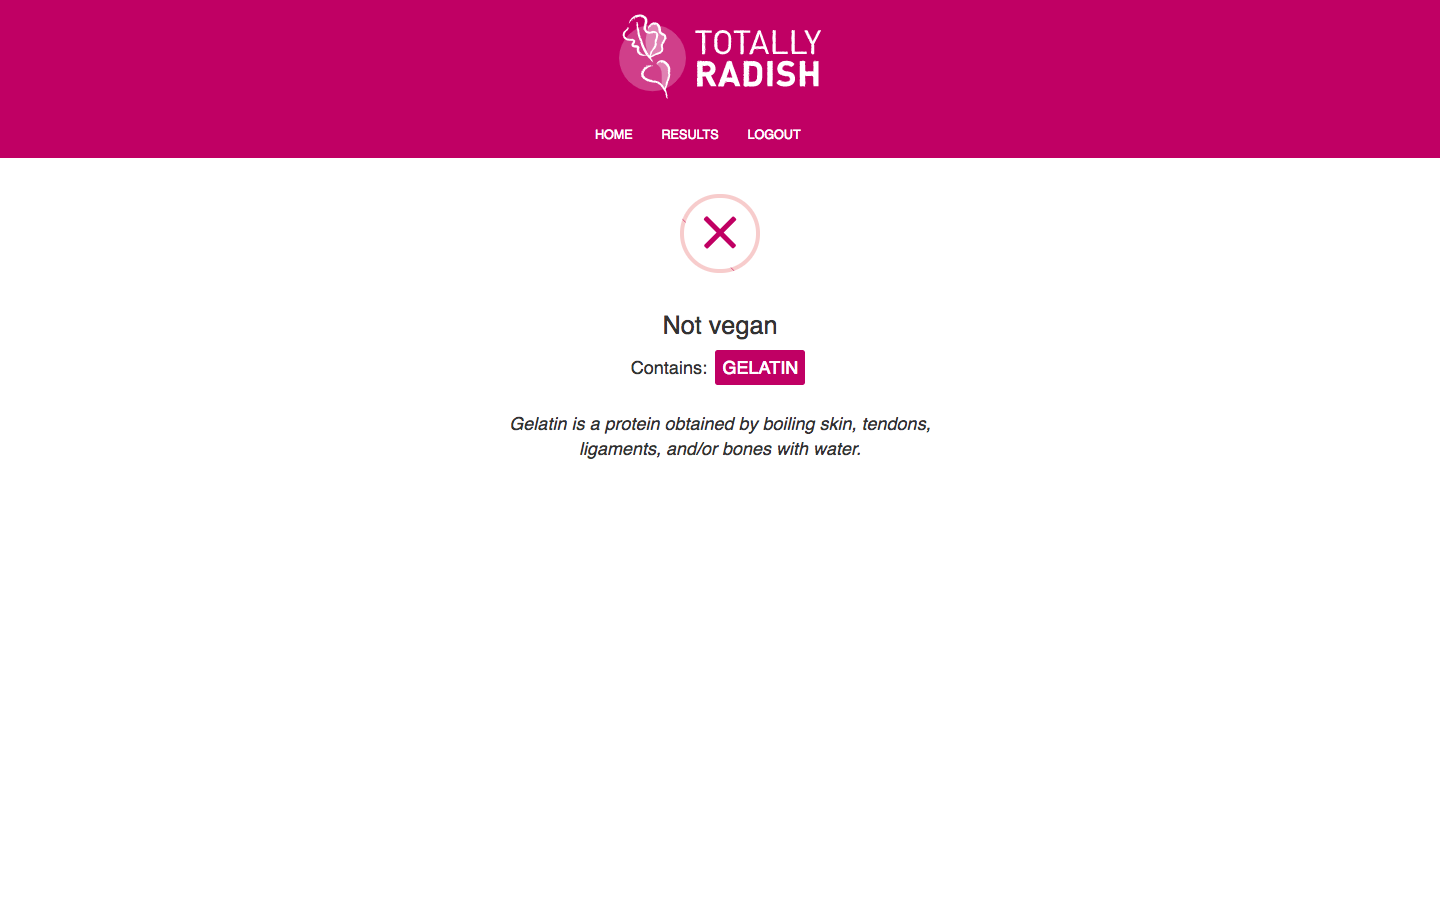 TOTALLY
RADISH
HOME RESULTS LOGOUT
Not vegan
Contains: GELATIN
Gelatin is a protein obtained by boiling skin, tendons,
ligaments, and/or bones with water.